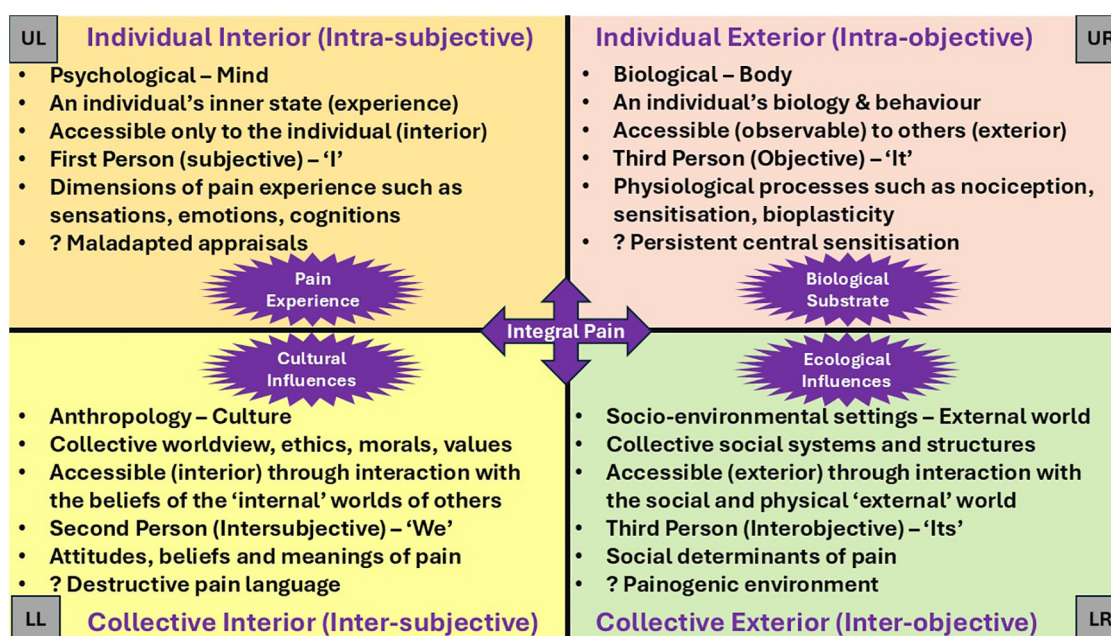 UL
Individual Interior (Intra-subjective)
• Psychological – Mind
• An individual's inner state (experience)
• Accessible only to the individual (interior)
• First Person (subjective) – 'I'
• Dimensions of pain experience such as
sensations, emotions, cognitions
• ? Maladapted appraisals
Pain
Experience
Individual Exterior (Intra-objective)
UR
• Biological – Body
• An individual's biology & behaviour
• Accessible (observable) to others (exterior)
• Third Person (Objective) – 'It'
• Physiological processes such as nociception,
sensitisation, bioplasticity
• ? Persistent central sensitisation
Biological
Substrate
Integral Pain
Cultural
Influences
• Anthropology – Culture
• Collective worldview, ethics, morals, values
• Accessible (interior) through interaction with
the beliefs of the 'internal' worlds of others
• Second Person (Intersubjective) – 'We'
• Attitudes, beliefs and meanings of pain
• ? Destructive pain language
LL
Collective Interior (Inter-subjective)
Ecological
Influences
• Socio-environmental settings – External world
• Collective social systems and structures
• Accessible (exterior) through interaction with
the social and physical 'external' world
• Third Person (Interobjective) – 'Its'
• Social determinants of pain
• ? Painogenic environment
Collective Exterior (Inter-objective)
LR